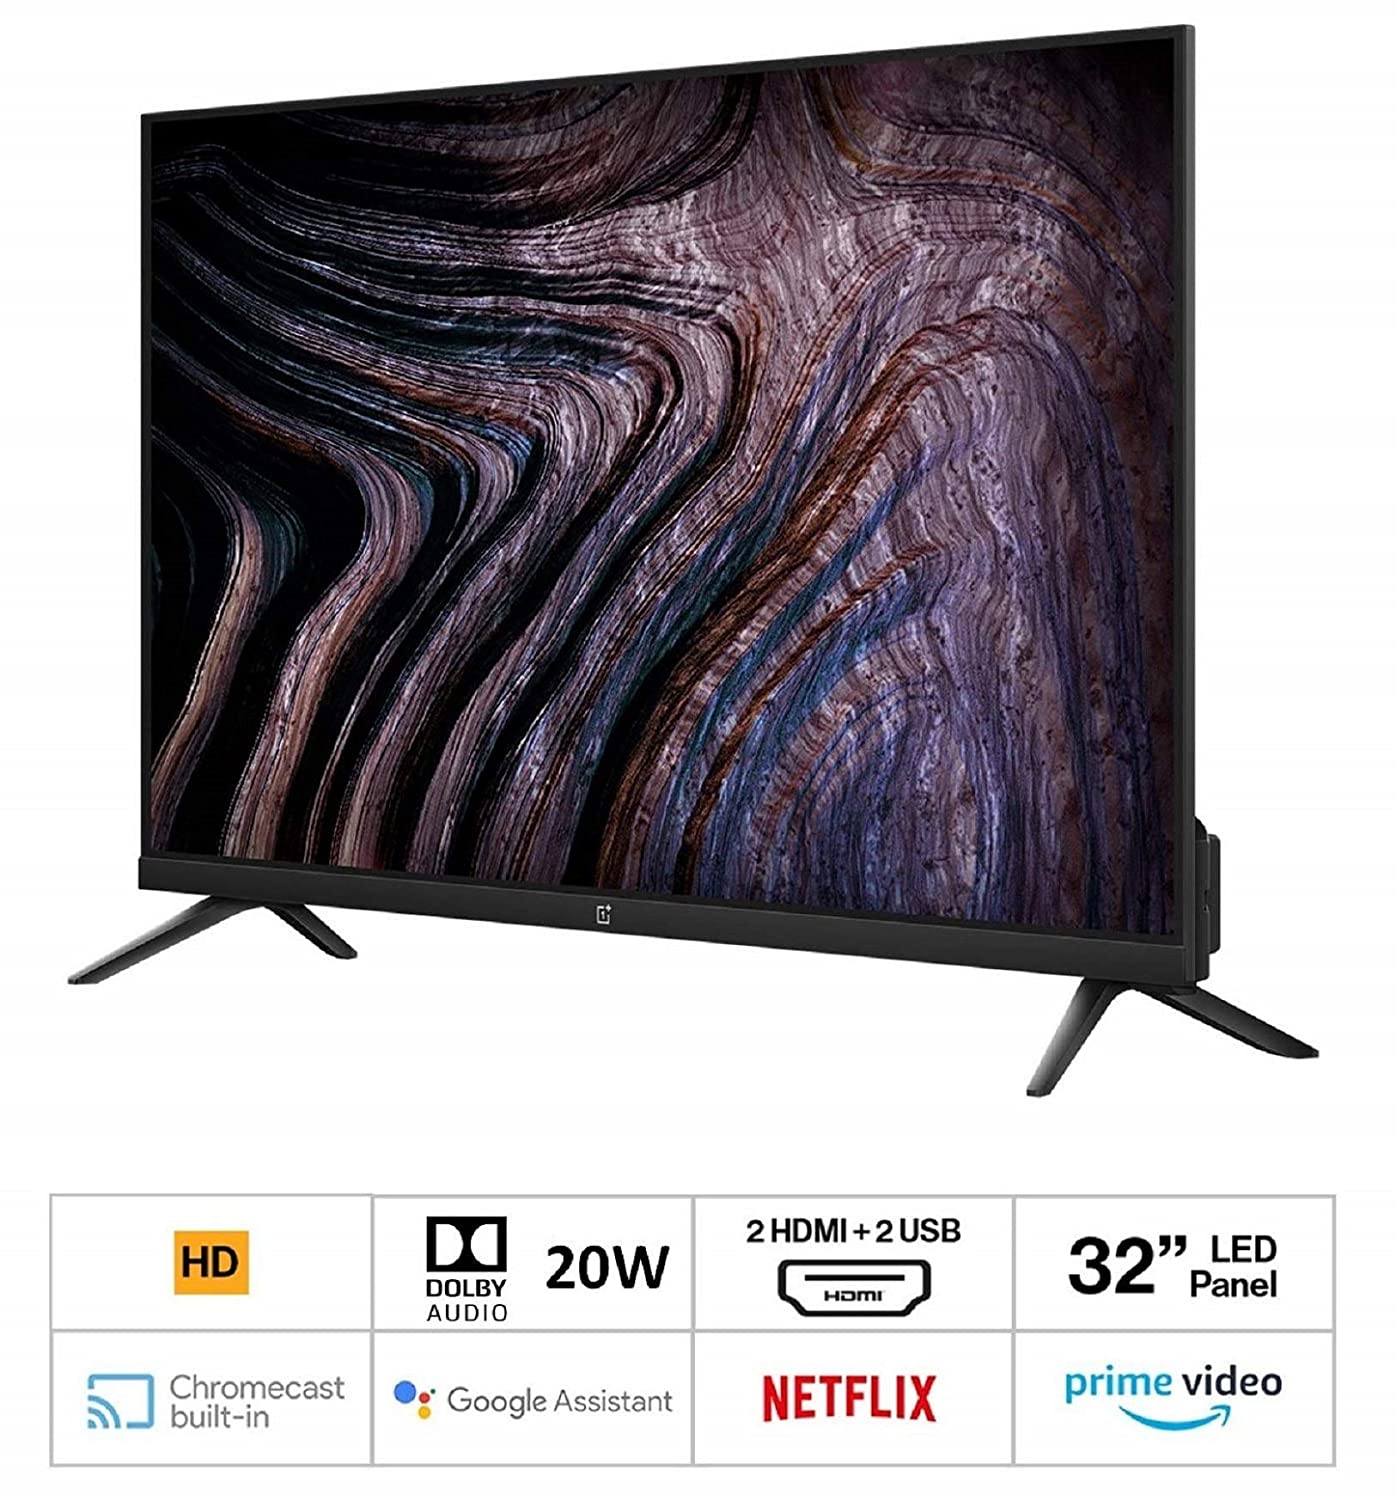 HD
DOLBY
AUDIO
20W
2 HDMI + 2 USB
HDMI
32” LED
Panel
Chromecast
built-in
Google Assistant
NETFLIX
prime video